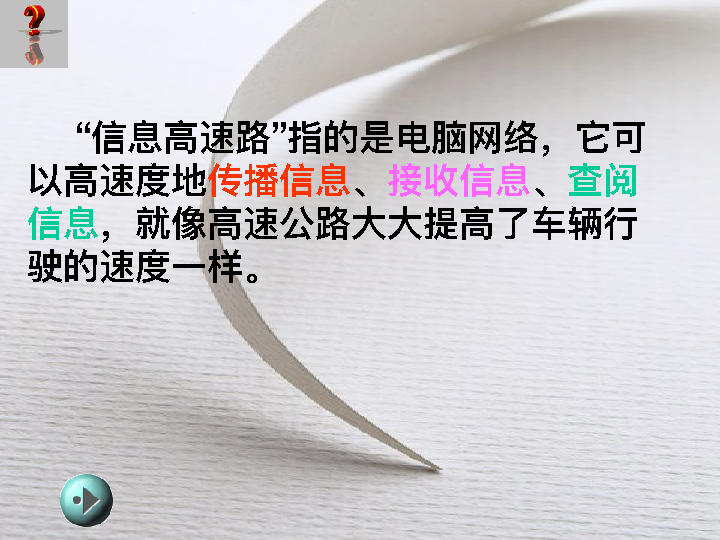 “信息高速路”指的是电脑网络，它可
以高速度地传播信息、接收信息、查阅
信息，就像高速公路大大提高了车辆行
驶的速度一样。